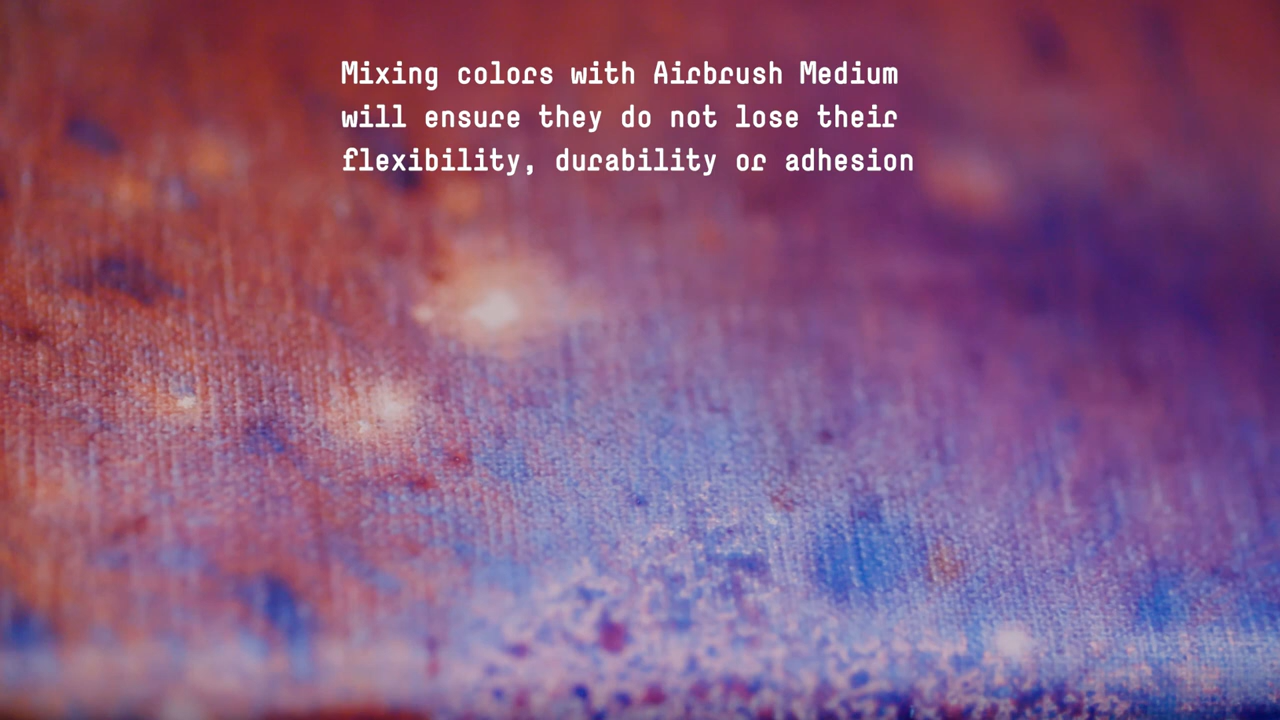 Mixing colors with Airbrush Medium
will ensure they do not lose their
flexibility, durability or adhesion